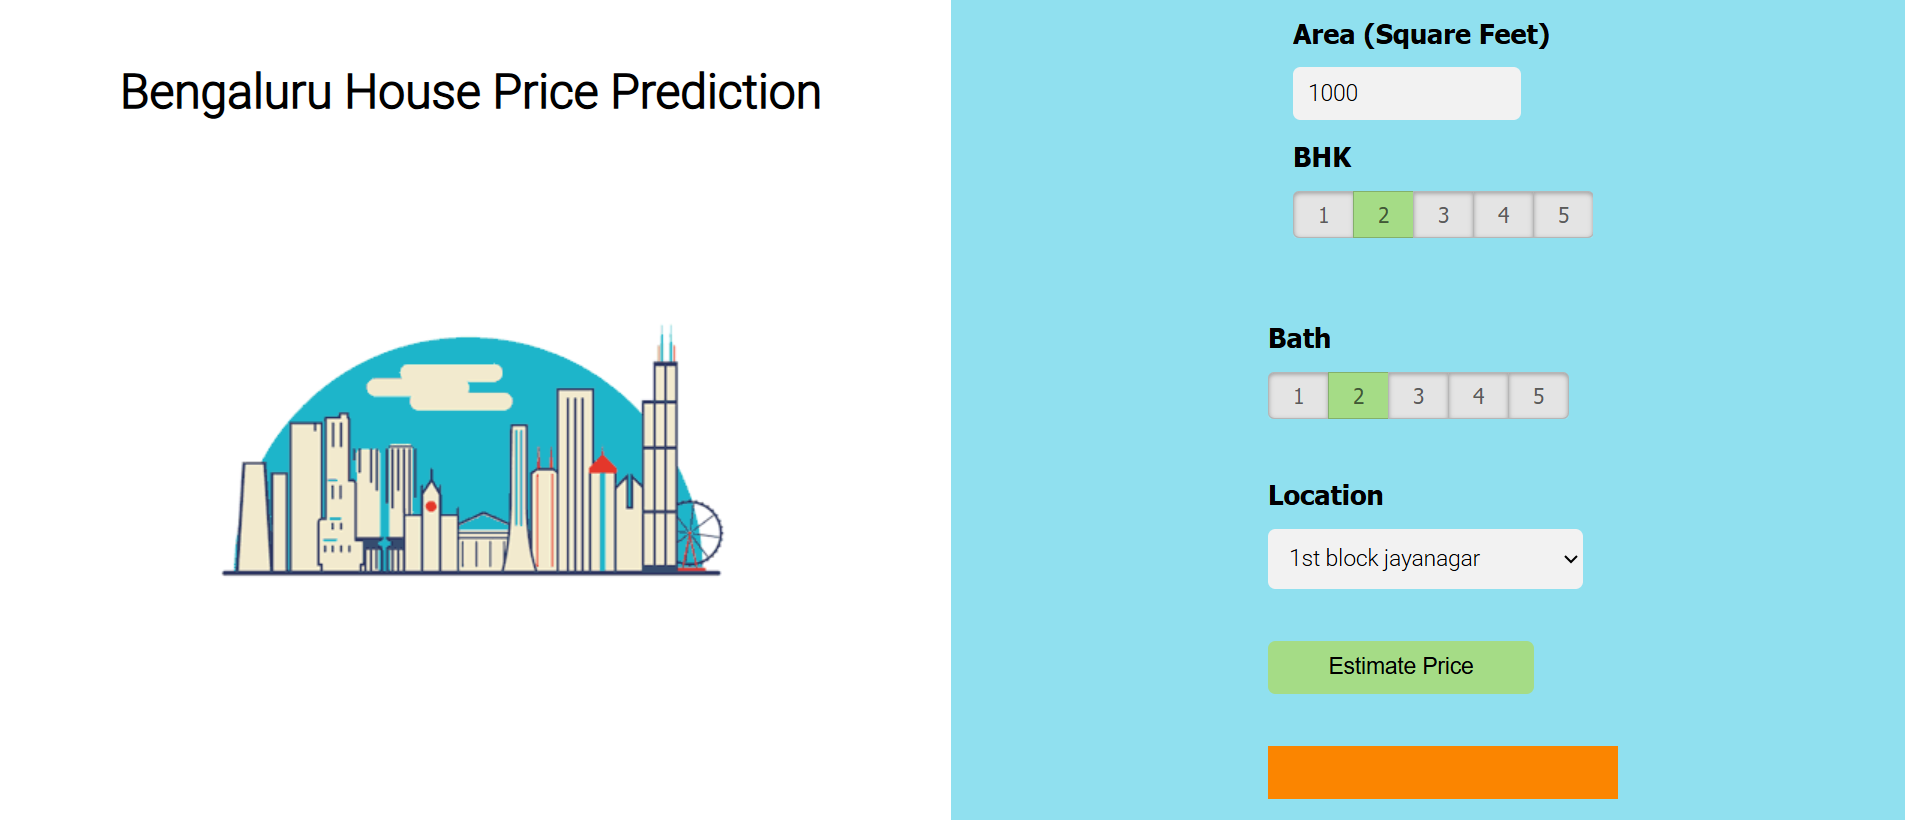 Bengaluru House Price Prediction
Area (Square Feet)
1000
BHK
1 2 3 4 5
Bath
1 2 3 4 5
Location
1st block jayanagar
Estimate Price